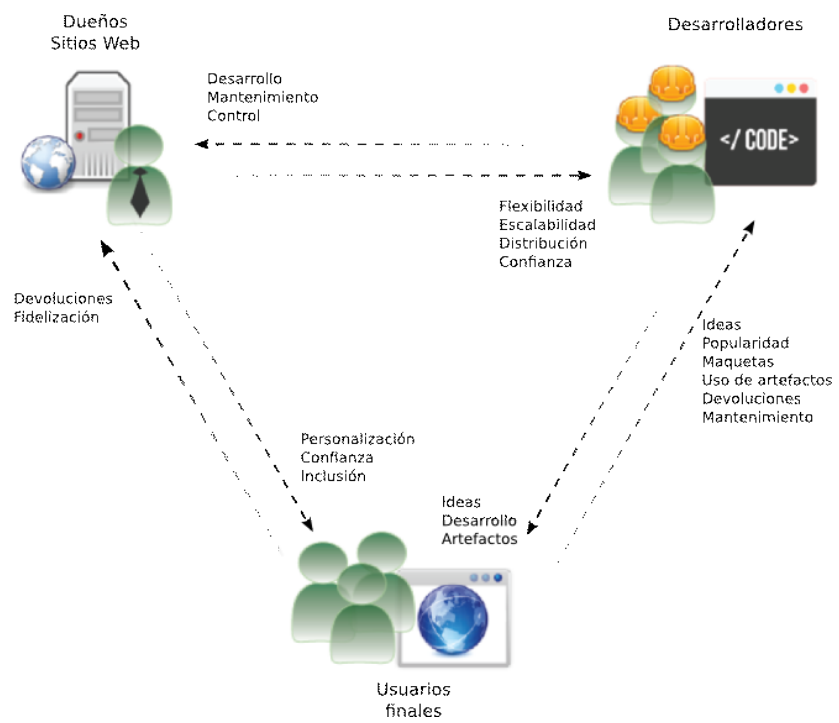 Dueños
Sitios Web
Desarrolladores
Desarrollo
Mantenimiento
Control
</ CODE>
Flexibilidad
Escalabilidad
Distribución
Confianza
Devoluciones
Fidelización
Ideas
Popularidad
Maquetas
Uso de artefactos
Devoluciones
Mantenimiento
Personalización
Confianza
Inclusión
Ideas
Desarrollo
Artefactos
Usuarios
finales